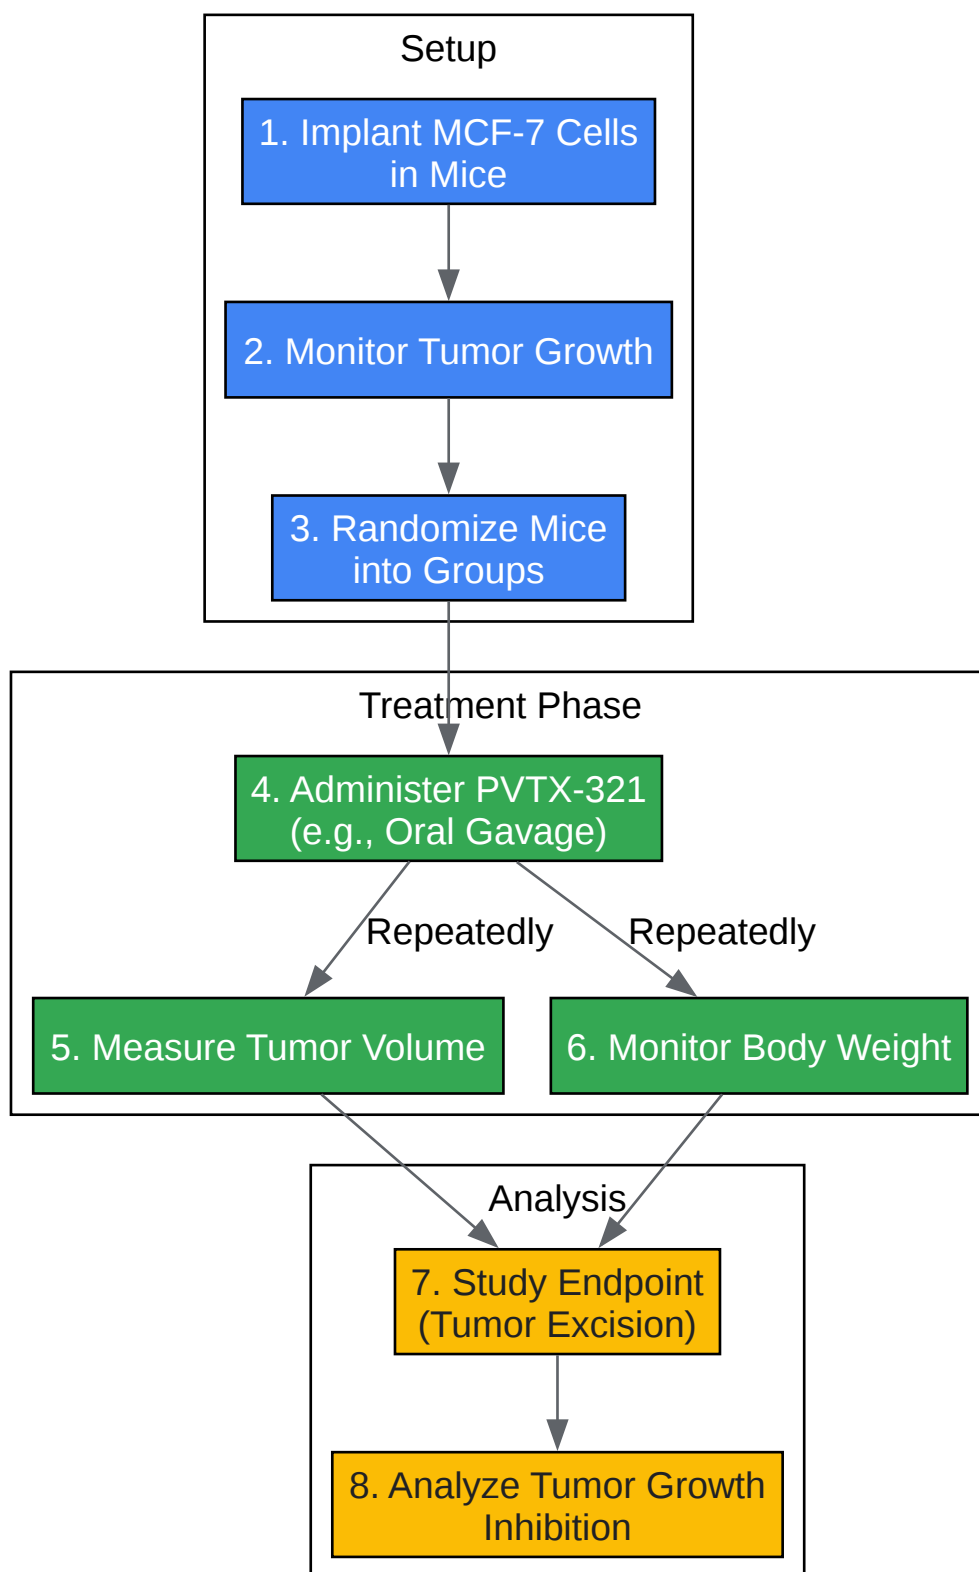 Setup
1. Implant MCF-7 Cells
in Mice
2. Monitor Tumor Growth
3. Randomize Mice
into Groups
Treatment Phase
4. Administer PVTX-321
(e.g., Oral Gavage)
Repeatedly
Repeatedly
5. Measure Tumor Volume
6. Monitor Body Weight
Analysis
7. Study Endpoint
(Tumor Excision)
8. Analyze Tumor Growth
Inhibition